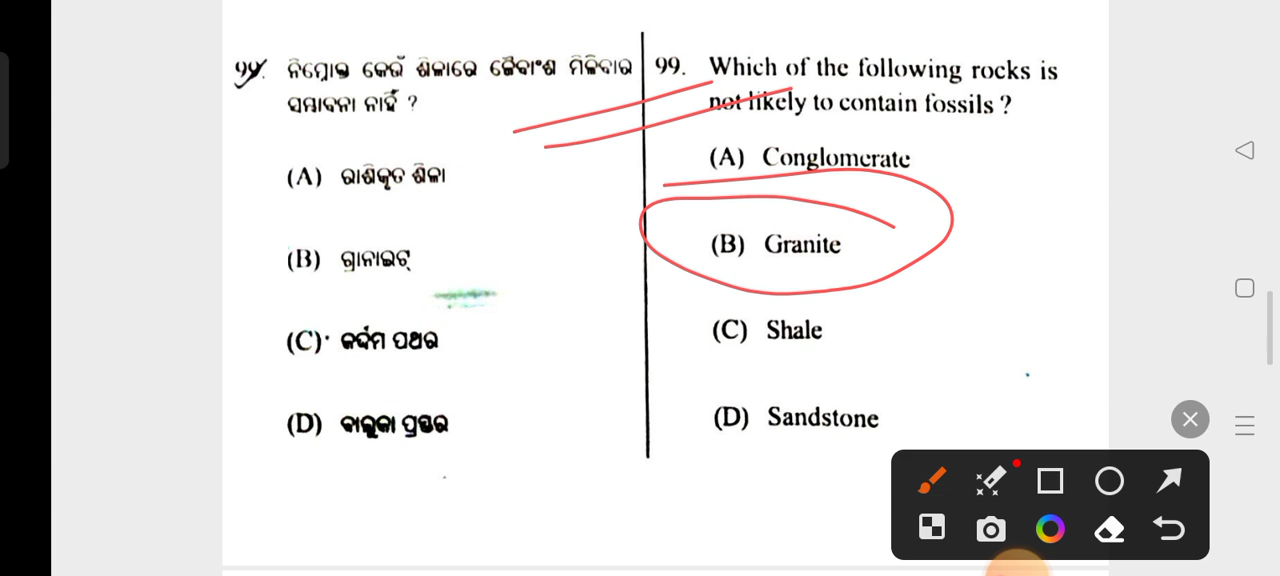 99. ନିମ୍ନୋକ୍ତ କେଉଁ ଶିଳାରେ ଜୈବାଂଶ ମିଳିବାର
ସମ୍ଭାବନା ନାହିଁ ?
(A) ରାଶିକୃତ ଶିଳା
(B) ଗ୍ରାନାଇଟ୍
(C) କର୍ଦ୍ଦମ ପଥର
(D) ବାଲୁକା ପ୍ରସ୍ତର
99. Which of the following rocks is
not likely to contain fossils ?
(A) Conglomerate
(B) Granite
(C) Shale
(D) Sandstone